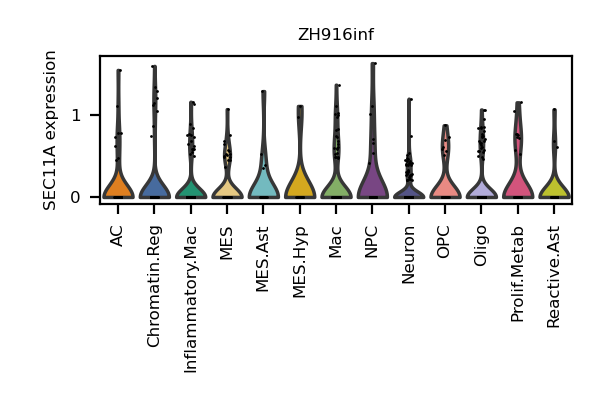 ZH916inf
SEC11A expression
1
0
AC
Chromatin.Reg
Inflammatory.Mac
MES
MES.Ast
MES.Hyp
Mac
NPC
Neuron
OPC
Oligo
Prolif.Metab
Reactive.Ast